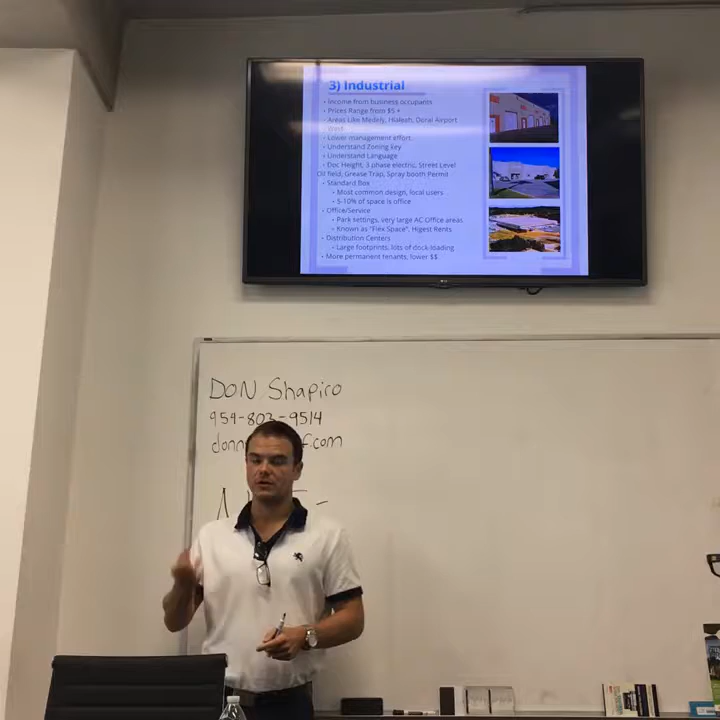 3) Industrial
• Income from business occupants
• Prices Range from $5 +
• Areas Like Medely, Hialeah, Doral Airport
West
• Lower management effort
• Understand Zoning key
• Understand Language
• Doc Height, 3 phase electric, Street Level
Oil field, Grease Trap, Spray booth Permit
• Standard Box
• Most common design, local users
• 5-10% of space is office
• Office/Service
• Park settings, very large AC Office areas
• Known as "Flex Space", Higest Rents
• Distribution Centers
• Large footprints, lots of dock-loading
• More permanent tenants, lower $$
LG
DON Shapiro
954-803-9514